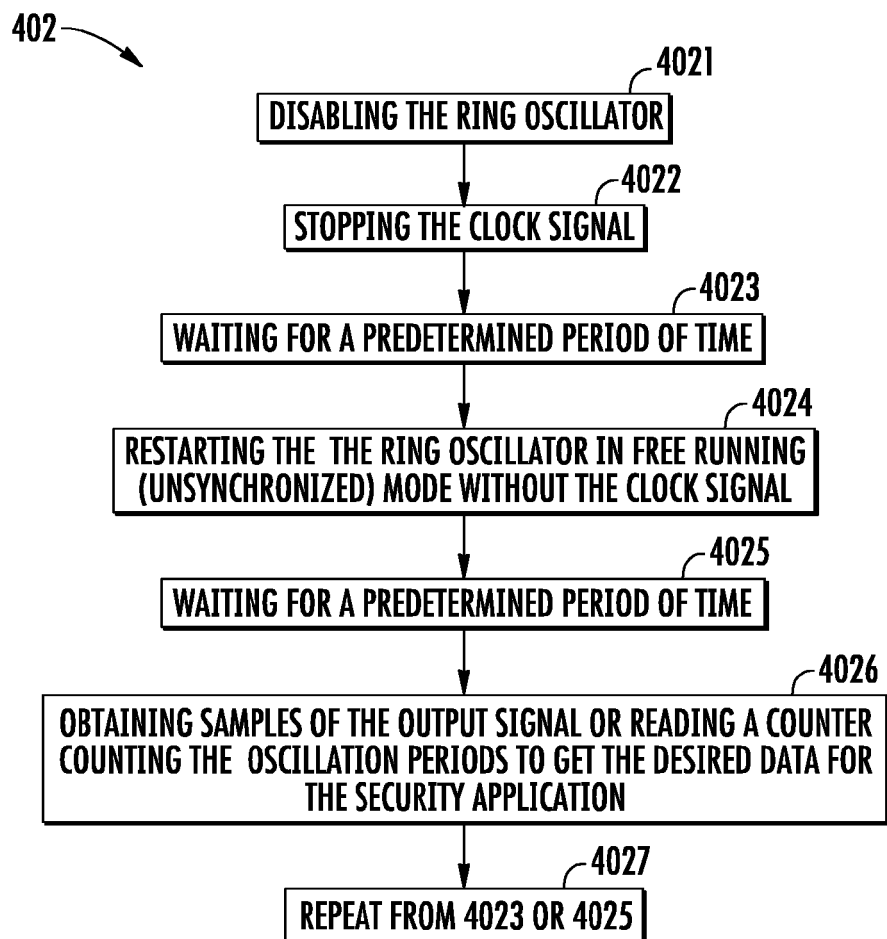 402
4021
DISABLING THE RING OSCILLATOR
4022
STOPPING THE CLOCK SIGNAL
4023
WAITING FOR A PREDETERMINED PERIOD OF TIME
4024
RESTARTING THE THE RING OSCILLATOR IN FREE RUNNING
(UNSYNCHRONIZED) MODE WITHOUT THE CLOCK SIGNAL
4025
WAITING FOR A PREDETERMINED PERIOD OF TIME
4026
OBTAINING SAMPLES OF THE OUTPUT SIGNAL OR READING A COUNTER
COUNTING THE OSCILLATION PERIODS TO GET THE DESIRED DATA FOR
THE SECURITY APPLICATION
4027
REPEAT FROM 4023 OR 4025